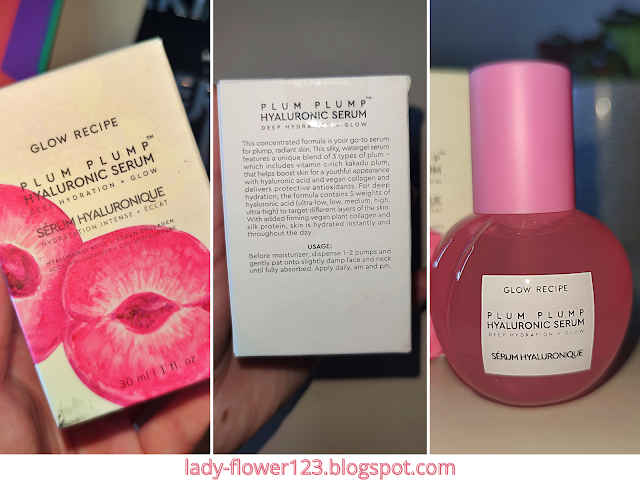 GLOW RECIPE
PLUM PLUMP™
HYALURONIC SERUM
DEEP HYDRATION + GLOW
SÉRUM HYALURONIQUE
HYDRATATION INTENSE + ÉCLAT
30 ml | 1 fl. oz.
PLUM PLUMP™
HYALURONIC SERUM
DEEP HYDRATION + GLOW
This concentrated formula is your go-to serum
for plump, radiant skin. This silky, watergel serum
features a unique blend of 3 types of plum –
which includes vitamin c-rich kakadu plum,
that helps boost skin for a youthful appearance
with hyaluronic acid and vegan collagen and
delivers protective antioxidants. For deep
hydration, the formula contains 5 weights of
hyaluronic acid (ultra-low, low, medium, high,
ultra-high) to target different layers of the skin.
With added firming vegan plant collagen and
silk protein, skin is hydrated instantly and
throughout the day.
USAGE:
Before moisturizer, dispense 1-2 pumps and
gently pat onto slightly damp face and neck
until fully absorbed. Apply daily, am and pm.
GLOW RECIPE
PLUM PLUMP
HYALURONIC SERUM
DEEP HYDRATION + GLOW
SÉRUM HYALURONIQUE
lady-flower123.blogspot.com